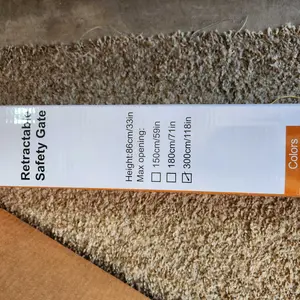 Retractable
Safety Gate
Height:86cm/33in
Max opening:
☐ 150cm/59in
☐ 180cm/71in
☑ 300cm/118in
Colors